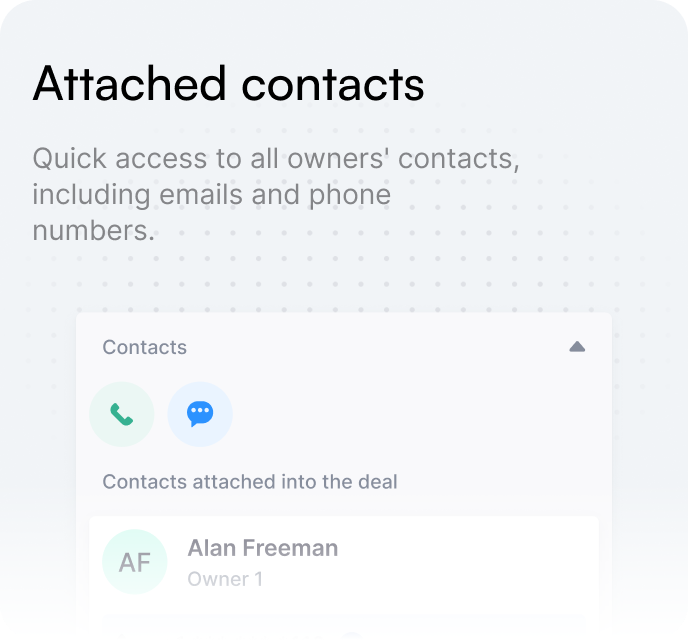 Attached contacts
Quick access to all owners' contacts,
including emails and phone
numbers.
Contacts
Contacts attached into the deal
AF
Alan Freeman
Owner 1